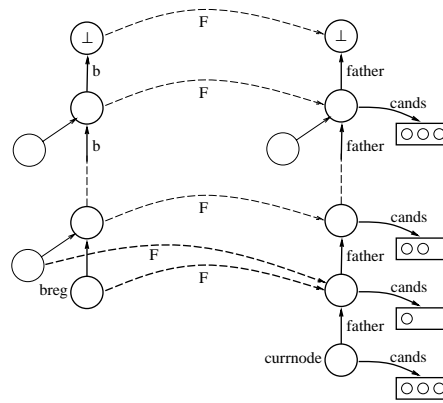 F
⊥ ⊥
b father
F cands
b father
F cands
F father
breg F cands
father
currnode cands